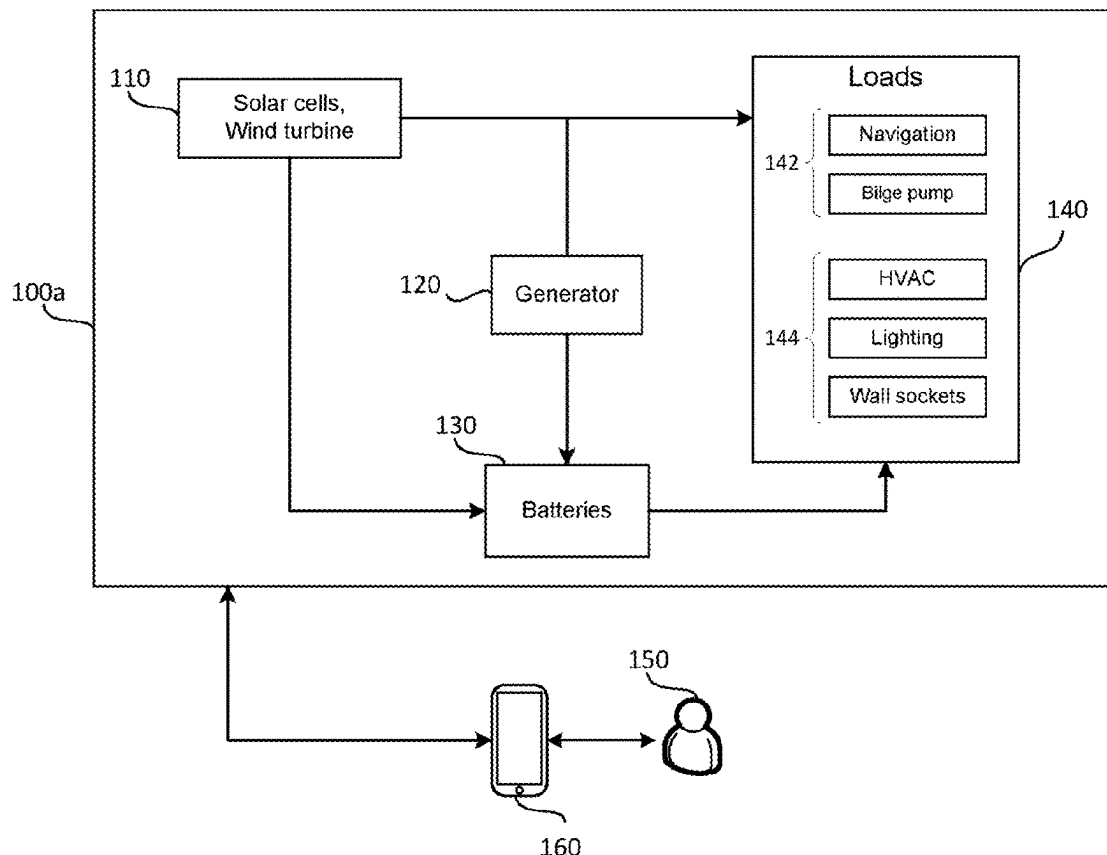 110
Solar cells,
Wind turbine
Loads
142
Navigation
Bilge pump
140
100a
120
Generator
144
HVAC
Lighting
Wall sockets
130
Batteries
150
160